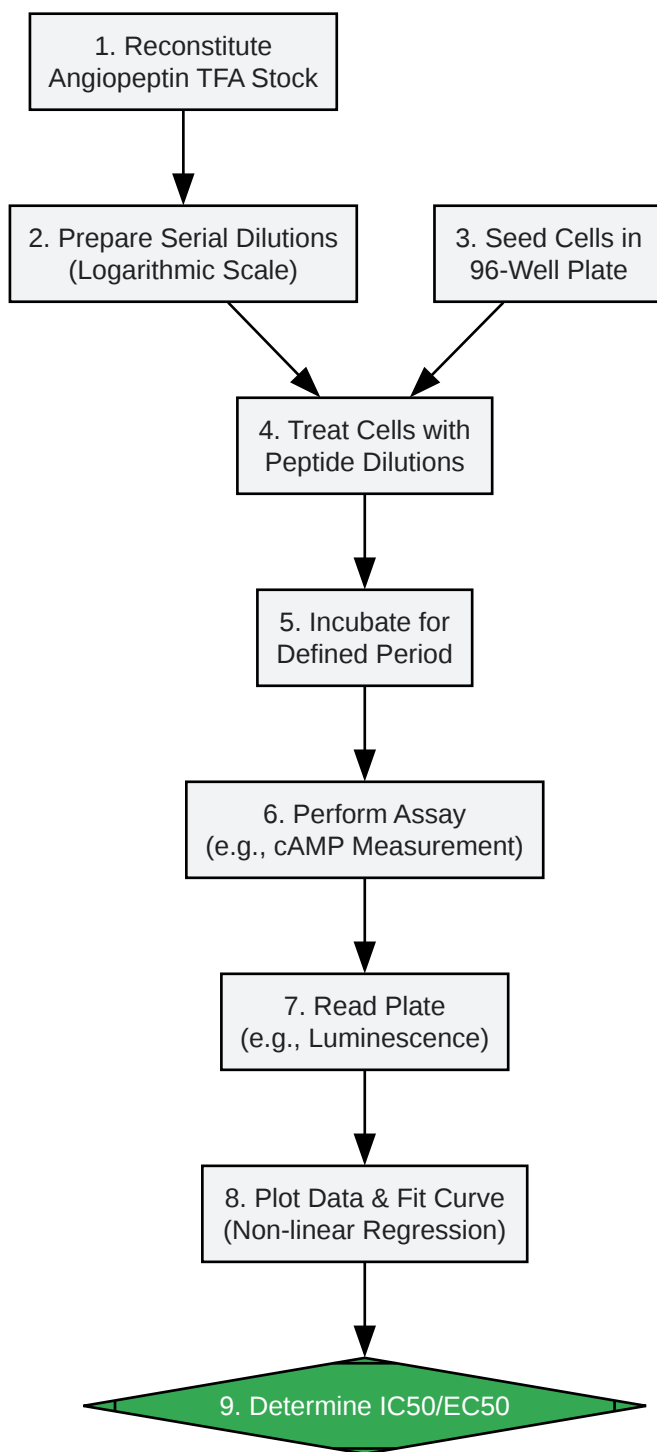 1. Reconstitute
Angiopeptin TFA Stock
2. Prepare Serial Dilutions
(Logarithmic Scale)
3. Seed Cells in
96-Well Plate
4. Treat Cells with
Peptide Dilutions
5. Incubate for
Defined Period
6. Perform Assay
(e.g., cAMP Measurement)
7. Read Plate
(e.g., Luminescence)
8. Plot Data & Fit Curve
(Non-linear Regression)
9. Determine IC50/EC50